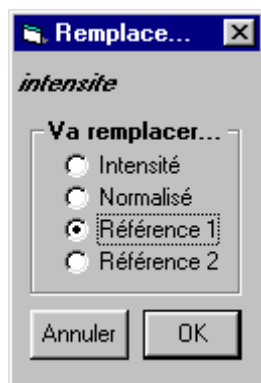 Remplace...
intensite
Va remplacer...
Intensité
Normalisé
Référence 1
Référence 2
Annuler OK